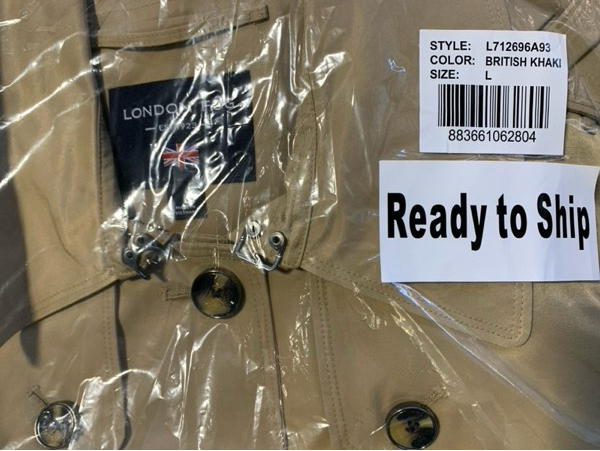 LONDON FOG
STYLE: L712696A93
COLOR: BRITISH KHAKI
SIZE: L
883661062804
Ready to Ship